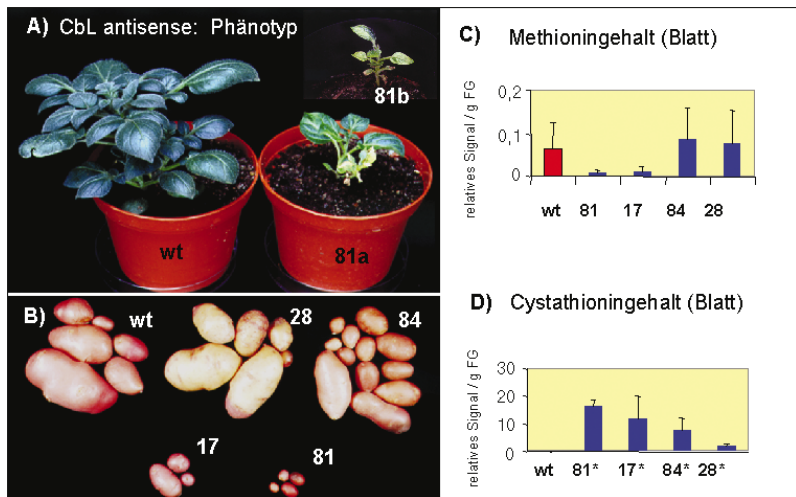 A) CbL antisense: Phänotyp
81b
wt
81a
B)
wt
28
84
17
81
C) Methioningehalt (Blatt)
relatives Signal / g FG
0,2
0,1
0
wt 81 17 84 28
D) Cystathioningehalt (Blatt)
relatives Signal / g FG
30
20
10
0
wt 81* 17* 84* 28*